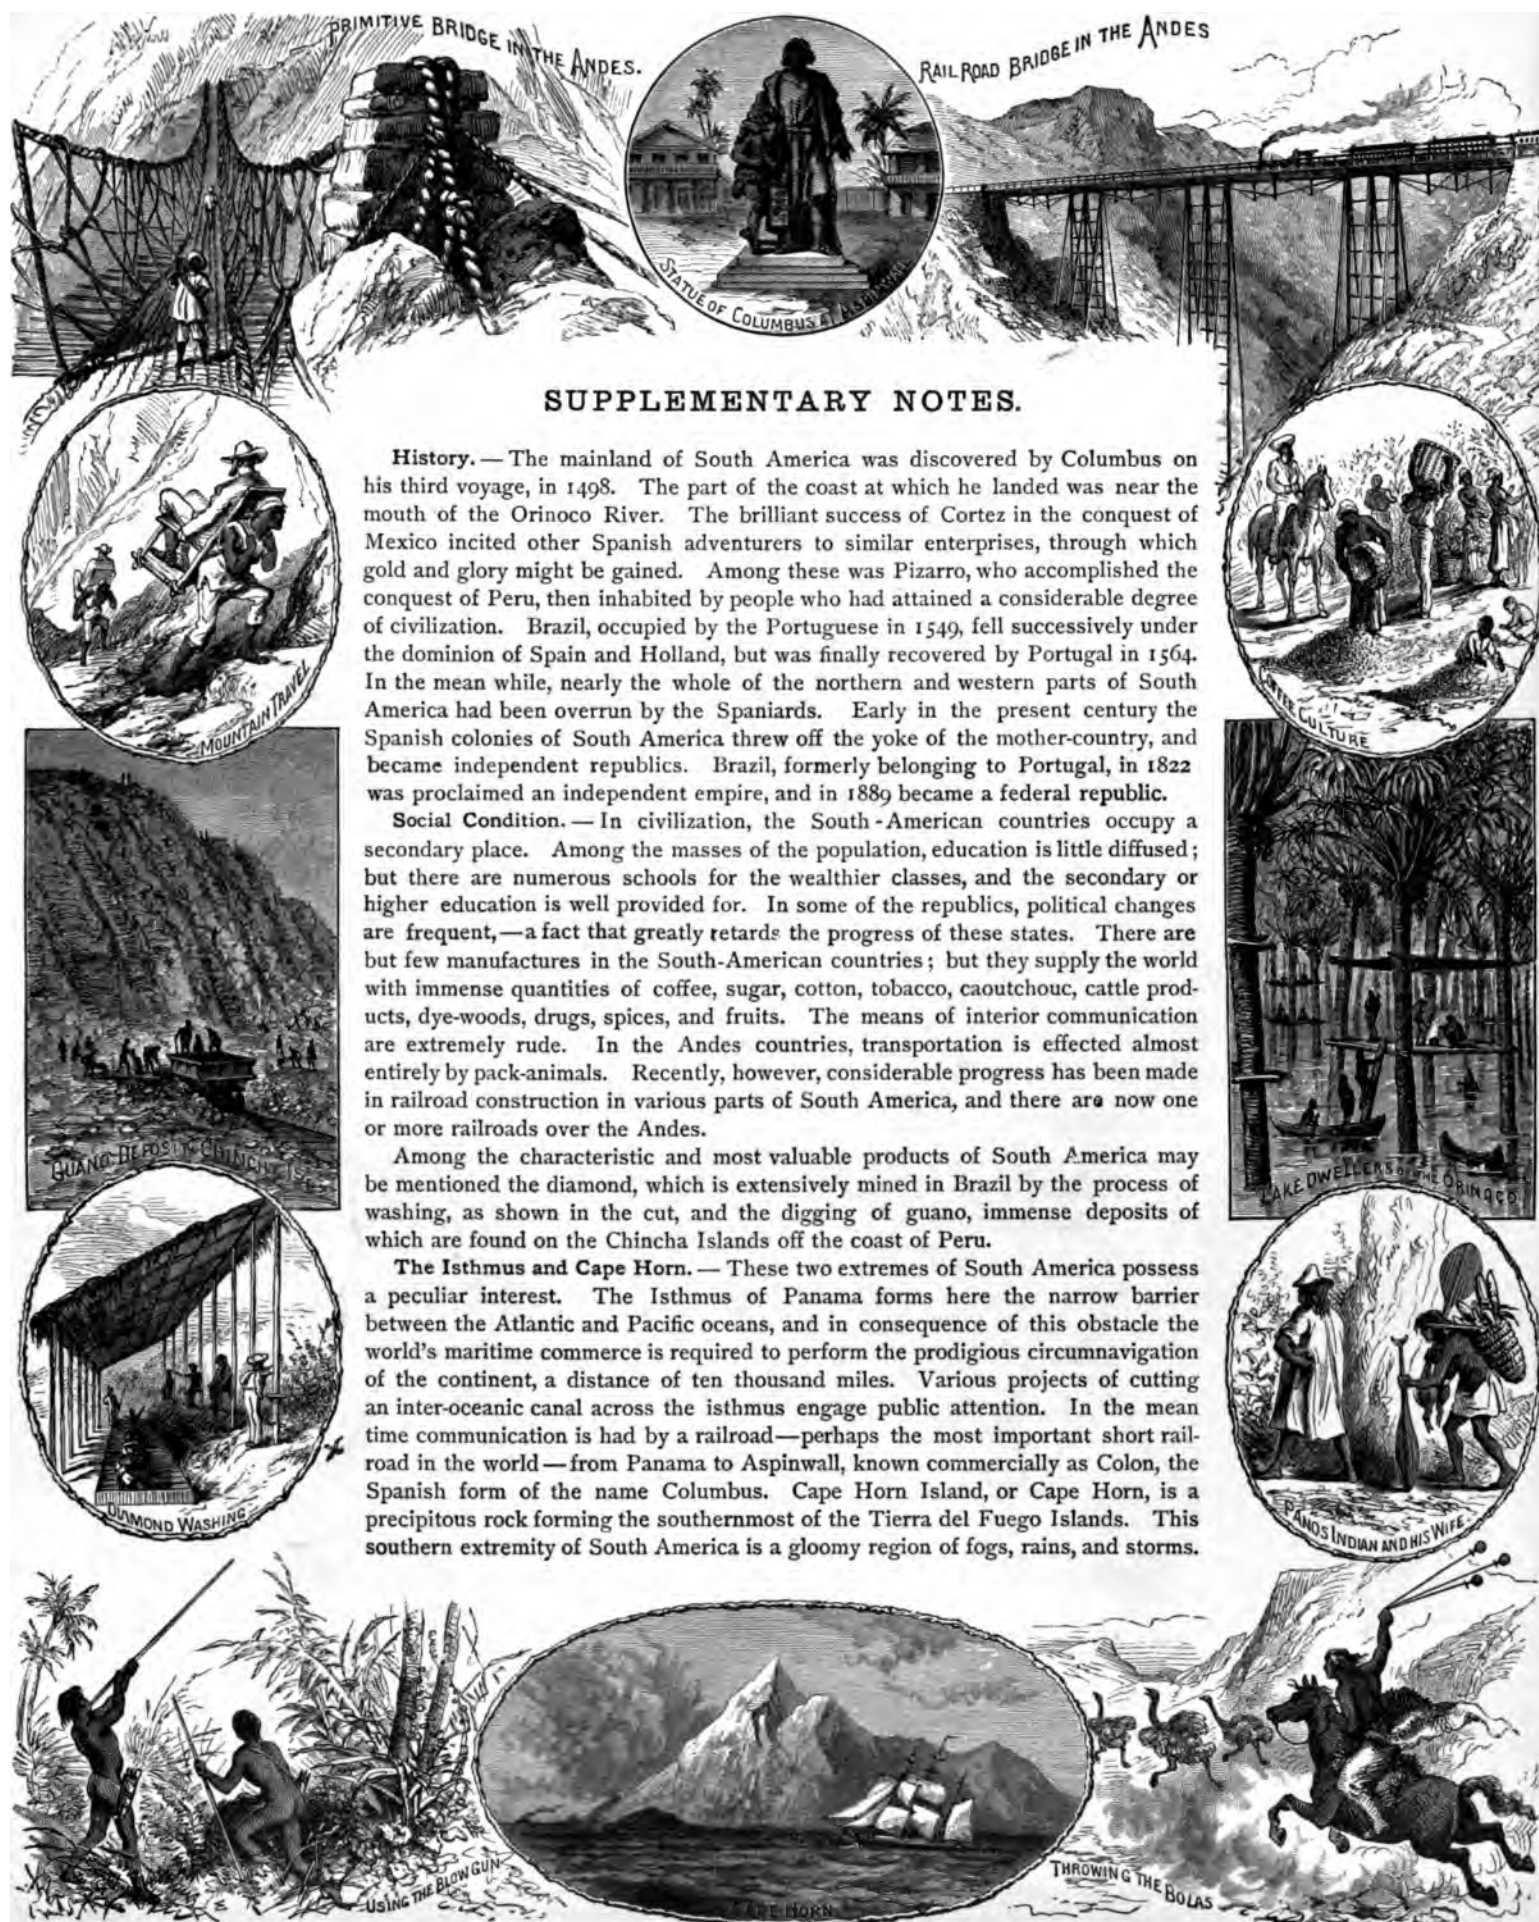 PRIMITIVE BRIDGE IN THE ANDES.
STATUE OF COLUMBUS AT ASPINWALL
RAIL ROAD BRIDGE IN THE ANDES
SUPPLEMENTARY NOTES.
History. — The mainland of South America was discovered by Columbus on
his third voyage, in 1498. The part of the coast at which he landed was near the
mouth of the Orinoco River. The brilliant success of Cortez in the conquest of
Mexico incited other Spanish adventurers to similar enterprises, through which
gold and glory might be gained. Among these was Pizarro, who accomplished the
conquest of Peru, then inhabited by people who had attained a considerable degree
of civilization. Brazil, occupied by the Portuguese in 1549, fell successively under
the dominion of Spain and Holland, but was finally recovered by Portugal in 1564.
In the mean while, nearly the whole of the northern and western parts of South
America had been overrun by the Spaniards. Early in the present century the
Spanish colonies of South America threw off the yoke of the mother-country, and
became independent republics. Brazil, formerly belonging to Portugal, in 1822
was proclaimed an independent empire, and in 1889 became a federal republic.
Social Condition. — In civilization, the South-American countries occupy a
secondary place. Among the masses of the population, education is little diffused;
but there are numerous schools for the wealthier classes, and the secondary or
higher education is well provided for. In some of the republics, political changes
are frequent,—a fact that greatly retards the progress of these states. There are
but few manufactures in the South-American countries; but they supply the world
with immense quantities of coffee, sugar, cotton, tobacco, caoutchouc, cattle prod-
ucts, dye-woods, drugs, spices, and fruits. The means of interior communication
are extremely rude. In the Andes countries, transportation is effected almost
entirely by pack-animals. Recently, however, considerable progress has been made
in railroad construction in various parts of South America, and there are now one
or more railroads over the Andes.
Among the characteristic and most valuable products of South America may
be mentioned the diamond, which is extensively mined in Brazil by the process of
washing, as shown in the cut, and the digging of guano, immense deposits of
which are found on the Chincha Islands off the coast of Peru.
The Isthmus and Cape Horn. — These two extremes of South America possess
a peculiar interest. The Isthmus of Panama forms here the narrow barrier
between the Atlantic and Pacific oceans, and in consequence of this obstacle the
world's maritime commerce is required to perform the prodigious circumnavigation
of the continent, a distance of ten thousand miles. Various projects of cutting
an inter-oceanic canal across the isthmus engage public attention. In the mean
time communication is had by a railroad—perhaps the most important short rail-
road in the world—from Panama to Aspinwall, known commercially as Colon, the
Spanish form of the name Columbus. Cape Horn Island, or Cape Horn, is a
precipitous rock forming the southernmost of the Tierra del Fuego Islands. This
southern extremity of South America is a gloomy region of fogs, rains, and storms.
MOUNTAIN TRAVEL
COFFEE CULTURE
GUANO DEPOSIT CHINCHA ISLES
LAKE DWELLERS OF THE ORINOCO
DIAMOND WASHING
PANOS INDIAN AND HIS WIFE
USING THE BLOW GUN
CAPE HORN
THROWING THE BOLAS